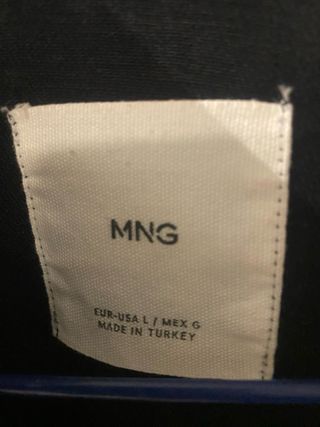 MNG
EUR-USA L / MEX G
MADE IN TURKEY